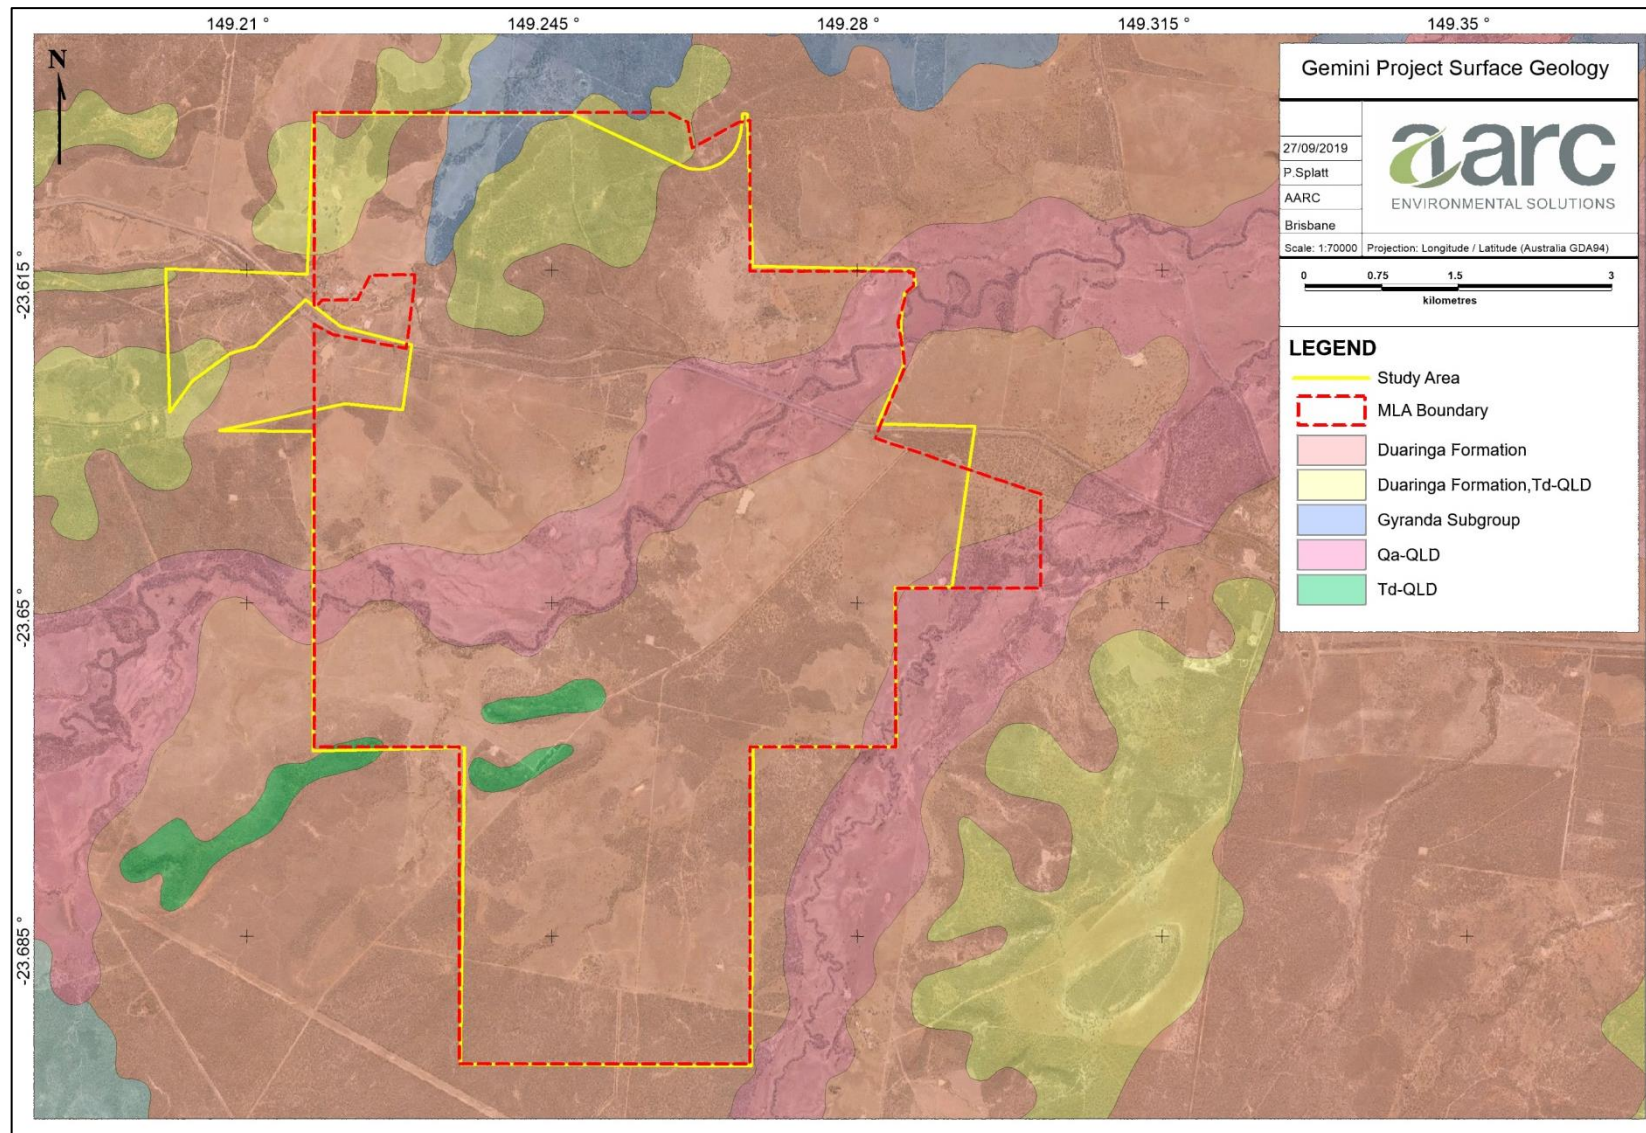 149.21 °
149.245 °
149.28 °
149.315 °
149.35 °
N
-23.615 °
-23.65 °
-23.685 °
Gemini Project Surface Geology
27/09/2019
P.Splatt
AARC
Brisbane
aarc
ENVIRONMENTAL SOLUTIONS
Scale: 1:70000
Projection: Longitude / Latitude (Australia GDA94)
0 0.75 1.5 3
kilometres
LEGEND
Study Area
MLA Boundary
Duaringa Formation
Duaringa Formation,Td-QLD
Gyranda Subgroup
Qa-QLD
Td-QLD